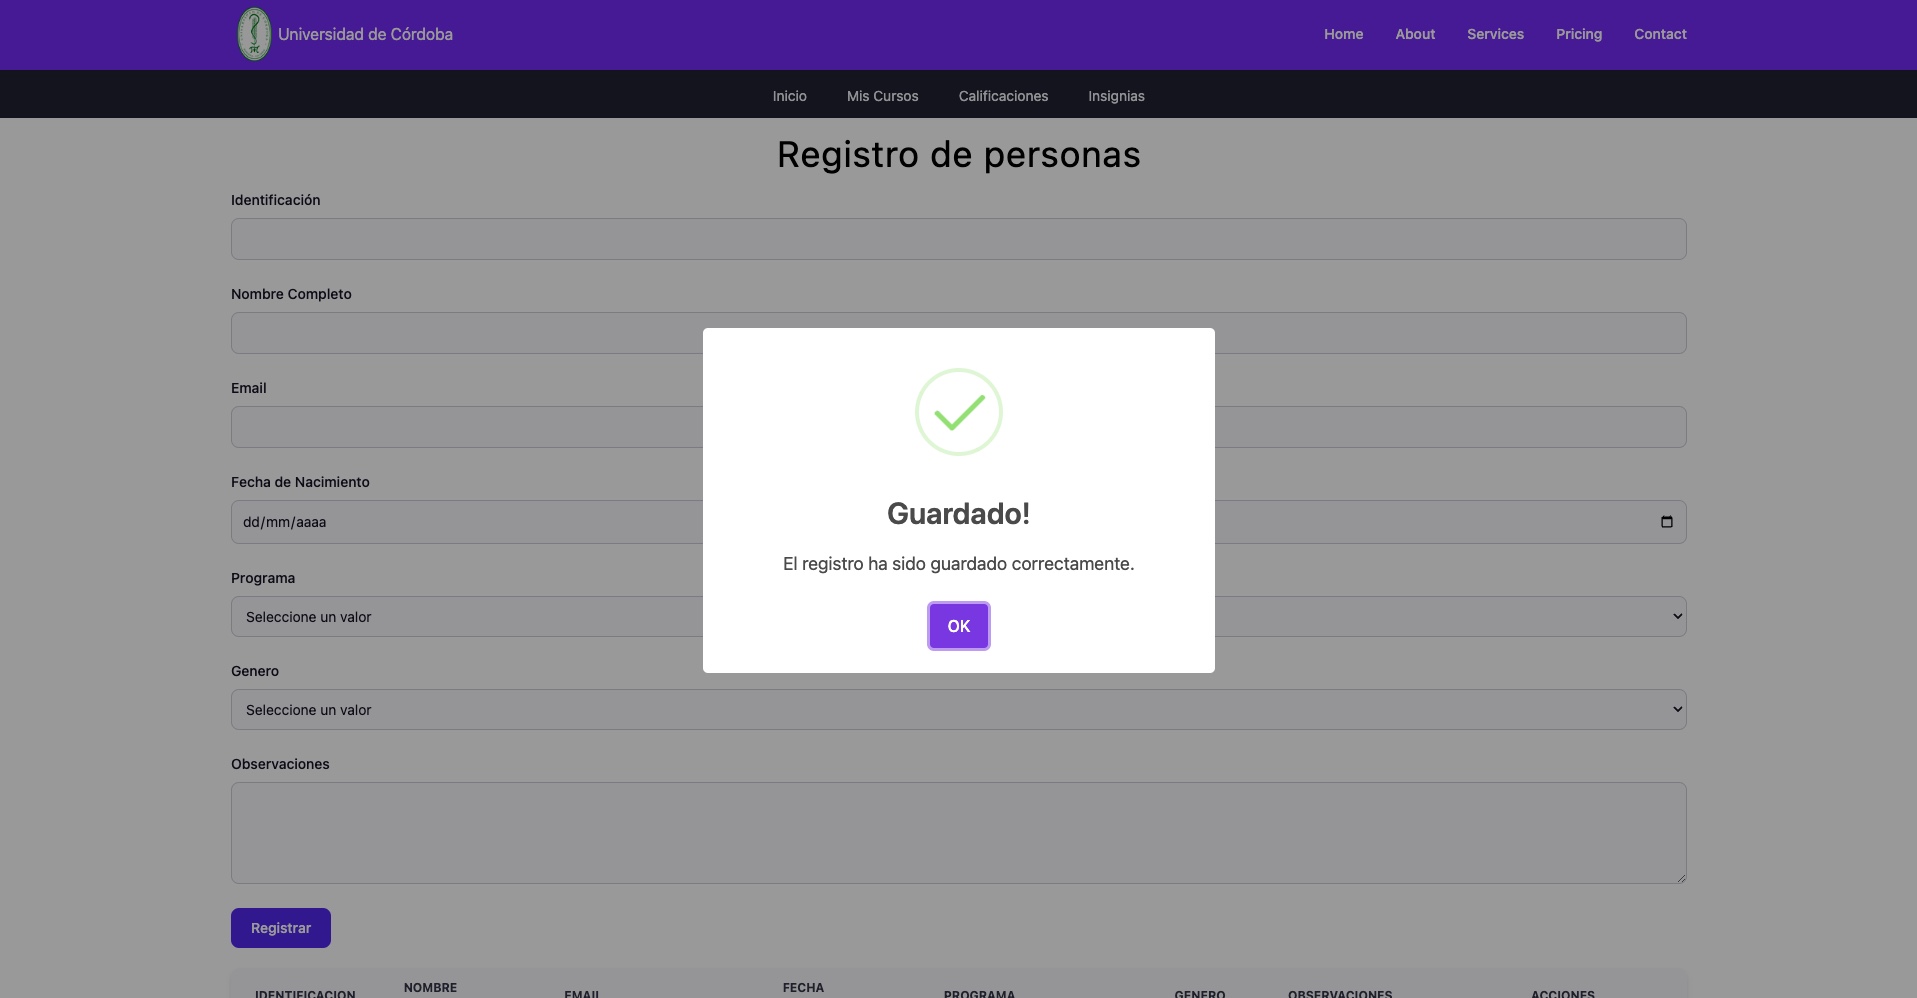 Universidad de Córdoba
Home About Services Pricing Contact
Inicio Mis Cursos Calificaciones Insignias
Registro de personas
Identificación
Nombre Completo
Email
Fecha de Nacimiento
dd/mm/aaaa
Programa
Seleccione un valor
Genero
Seleccione un valor
Observaciones
Registrar
Guardado!
El registro ha sido guardado correctamente.
OK
IDENTIFICACION NOMBRE EMAIL FECHA PROGRAMA GENERO OBSERVACIONES ACCIONES